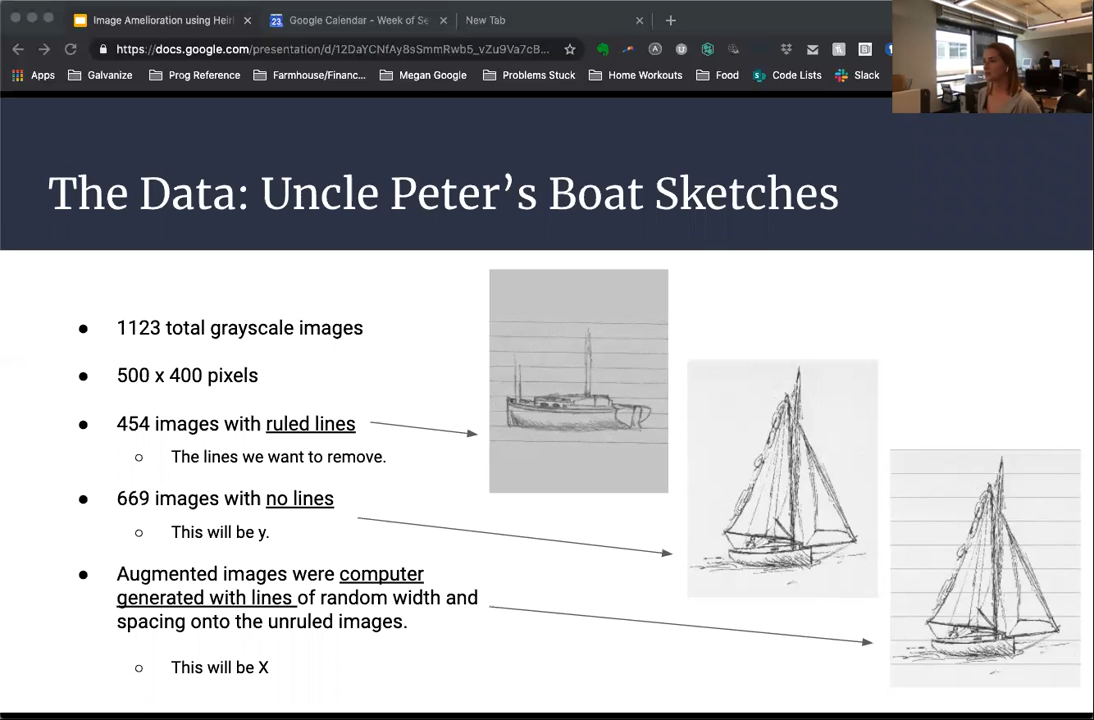 Image Amelioration using Heirl
Google Calendar - Week of Se
New Tab
https://docs.google.com/presentation/d/12DaYCNfAy8sSmmRwb5_vZu9Va7cB...
Apps
Galvanize
Prog Reference
Farmhouse/Financ...
Megan Google
Problems Stuck
Home Workouts
Food
Code Lists
Slack
The Data: Uncle Peter's Boat Sketches
● 1123 total grayscale images
● 500 x 400 pixels
● 454 images with ruled lines
○ The lines we want to remove.
● 669 images with no lines
○ This will be y.
● Augmented images were computer
generated with lines of random width and
spacing onto the unruled images.
○ This will be X